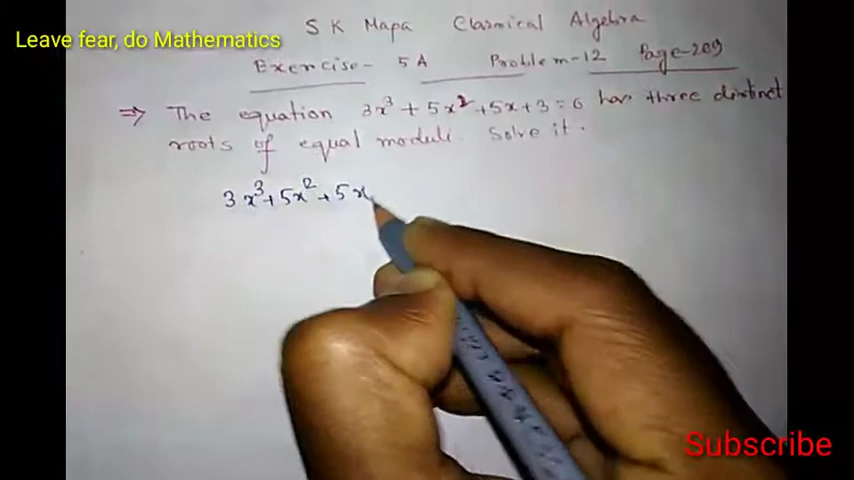 S K Mapa Classical Algebra
Leave fear, do Mathematics
Exercise- 5A Problem-12 Page-209
⇒ The equation 3x³ + 5x² + 5x + 3 = 0 has three distinct
roots of equal moduli. Solve it.
3x³ + 5x² + 5x
Subscribe